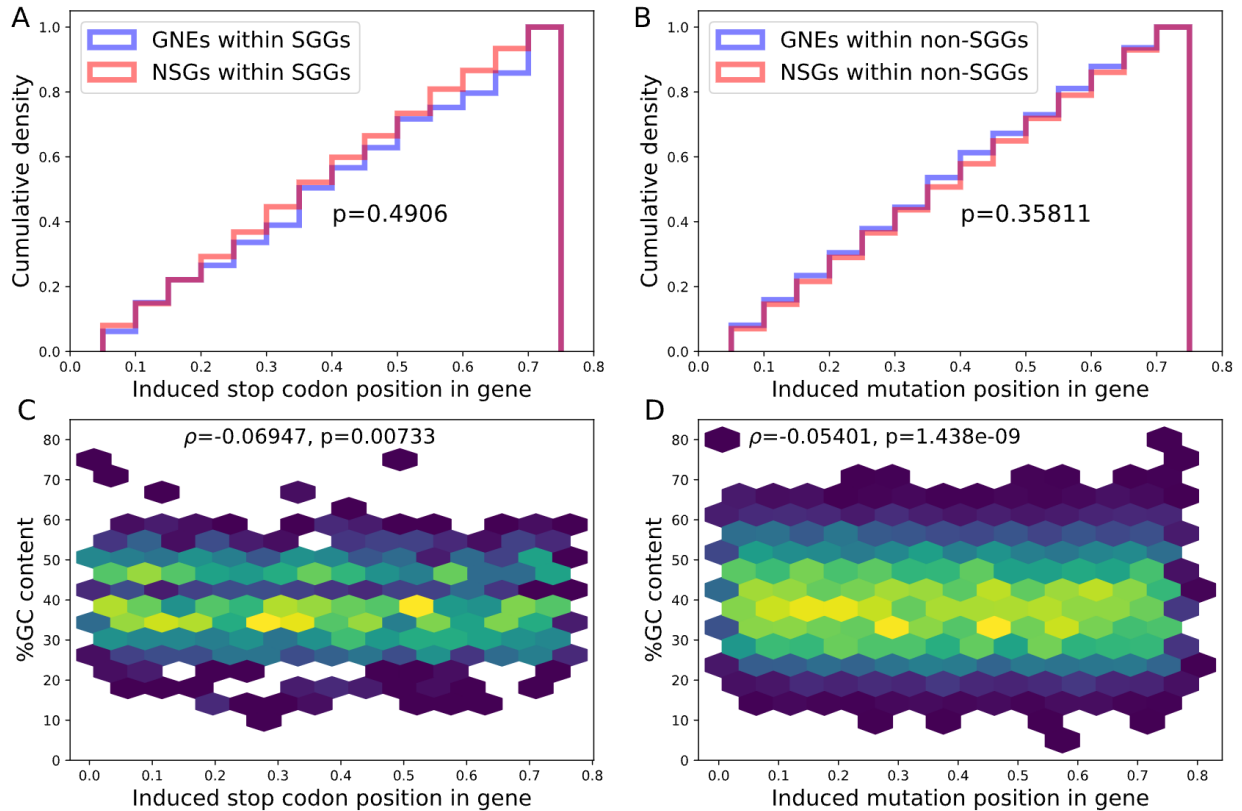 A
GNEs within SGGs
NSGs within SGGs
p=0.4906
Cumulative density
1.0
0.8
0.6
0.4
0.2
0.0
0.0 0.1 0.2 0.3 0.4 0.5 0.6 0.7 0.8
Induced stop codon position in gene
B
GNEs within non-SGGs
NSGs within non-SGGs
p=0.35811
Cumulative density
1.0
0.8
0.6
0.4
0.2
0.0
0.0 0.1 0.2 0.3 0.4 0.5 0.6 0.7 0.8
Induced mutation position in gene
C
ρ=-0.06947, p=0.00733
%GC content
80
70
60
50
40
30
20
10
0
0.0 0.1 0.2 0.3 0.4 0.5 0.6 0.7 0.8
Induced stop codon position in gene
D
ρ=-0.05401, p=1.438e-09
%GC content
80
70
60
50
40
30
20
10
0
0.0 0.1 0.2 0.3 0.4 0.5 0.6 0.7 0.8
Induced mutation position in gene